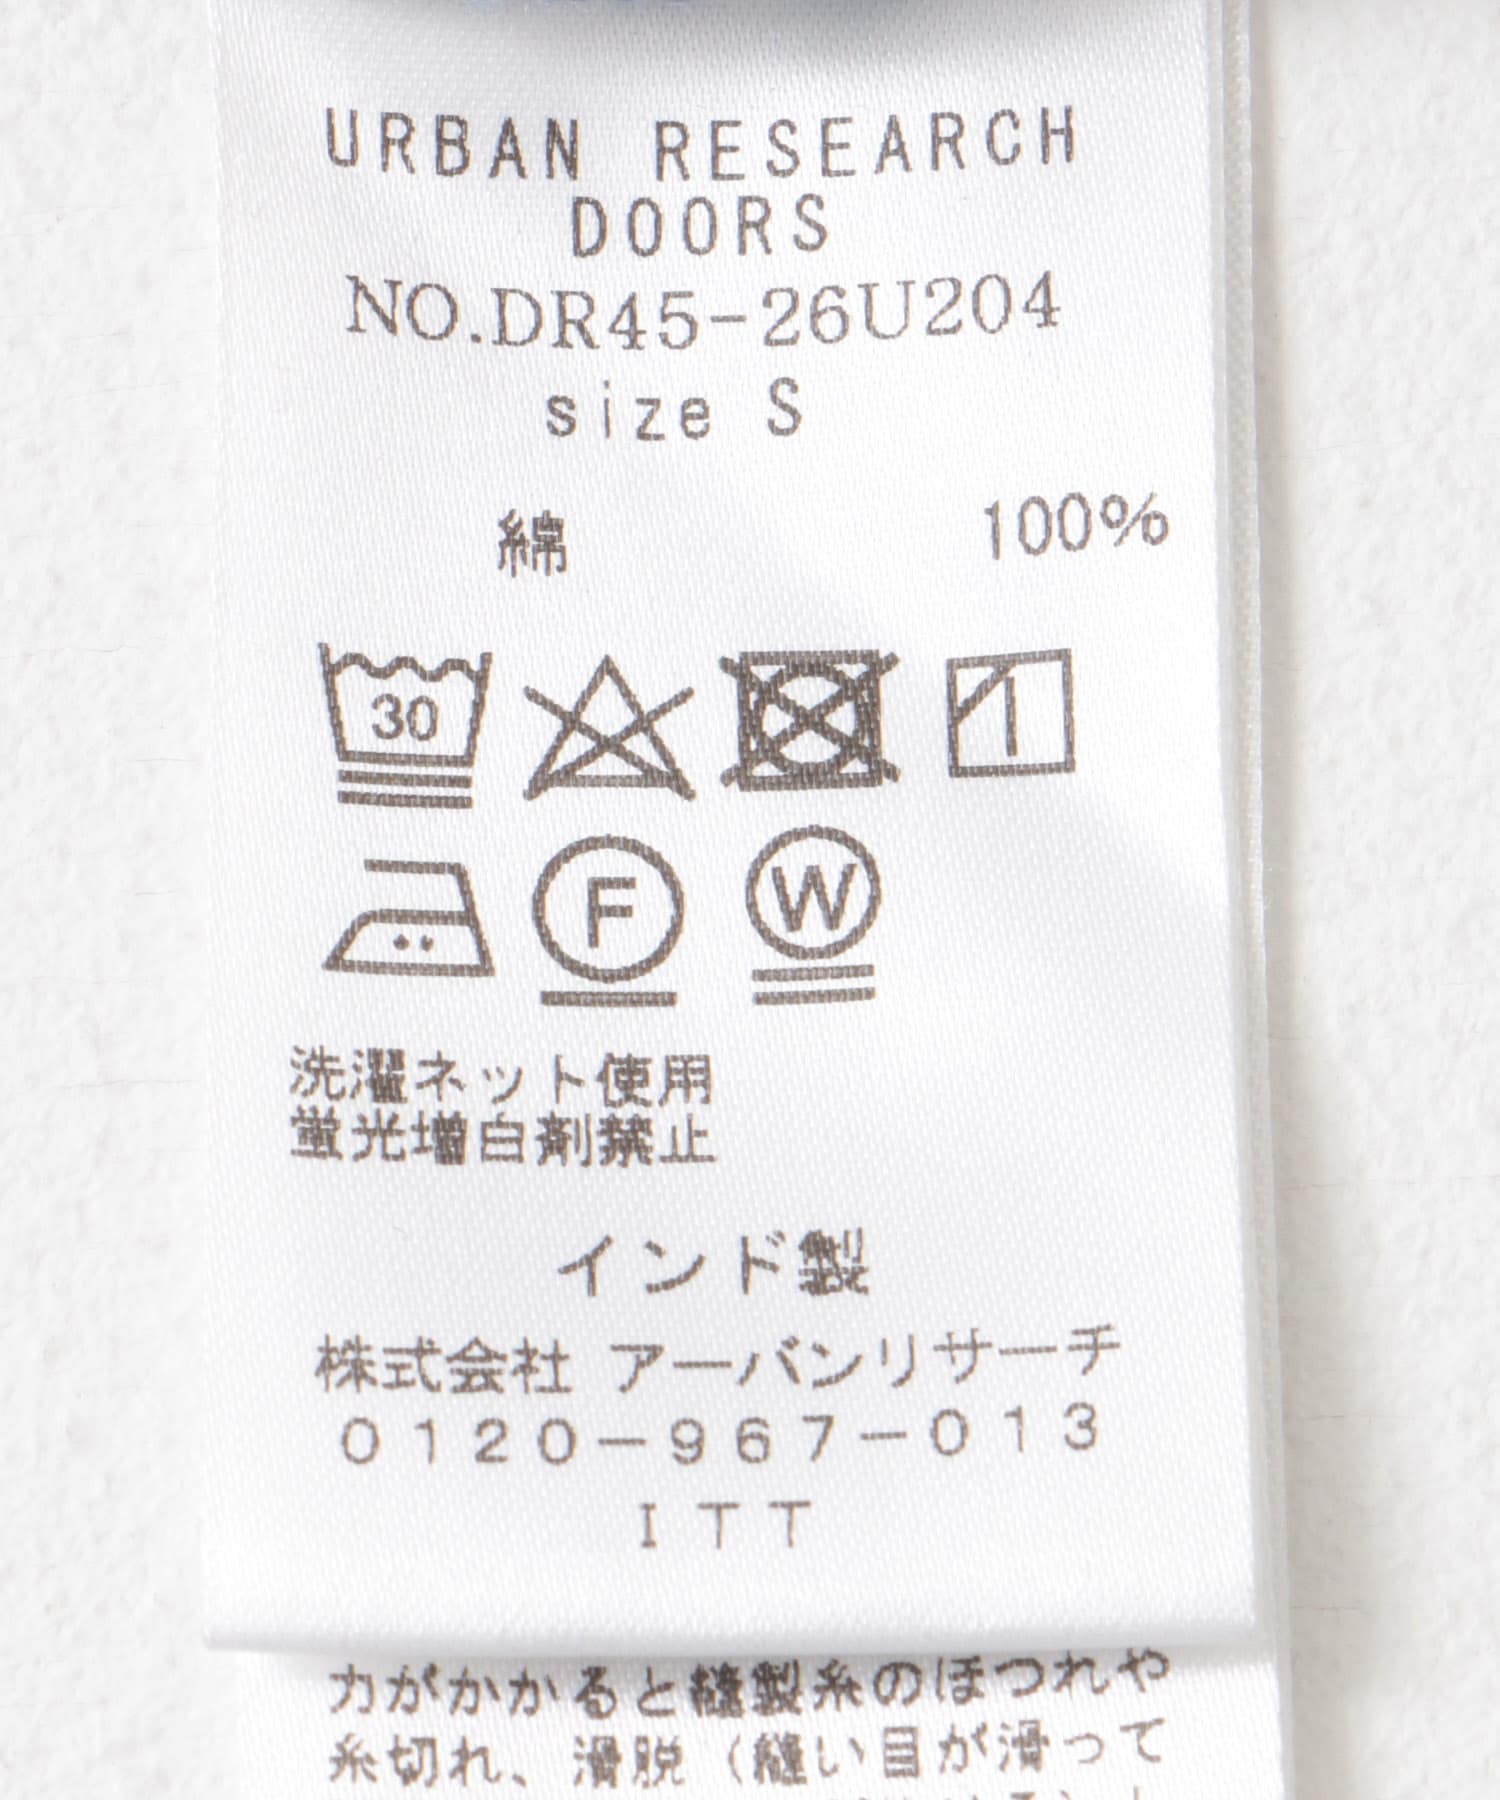 URBAN RESEARCH
DOORS
NO.DR45-26U204
size S
綿 100%
30
F W
洗濯ネット使用
蛍光増白剤禁止
インド製
株式会社 アーバンリサーチ
0120-967-013
ITT
力がかかると縫製糸のほつれや
糸切れ、滑脱（縫い目が滑って